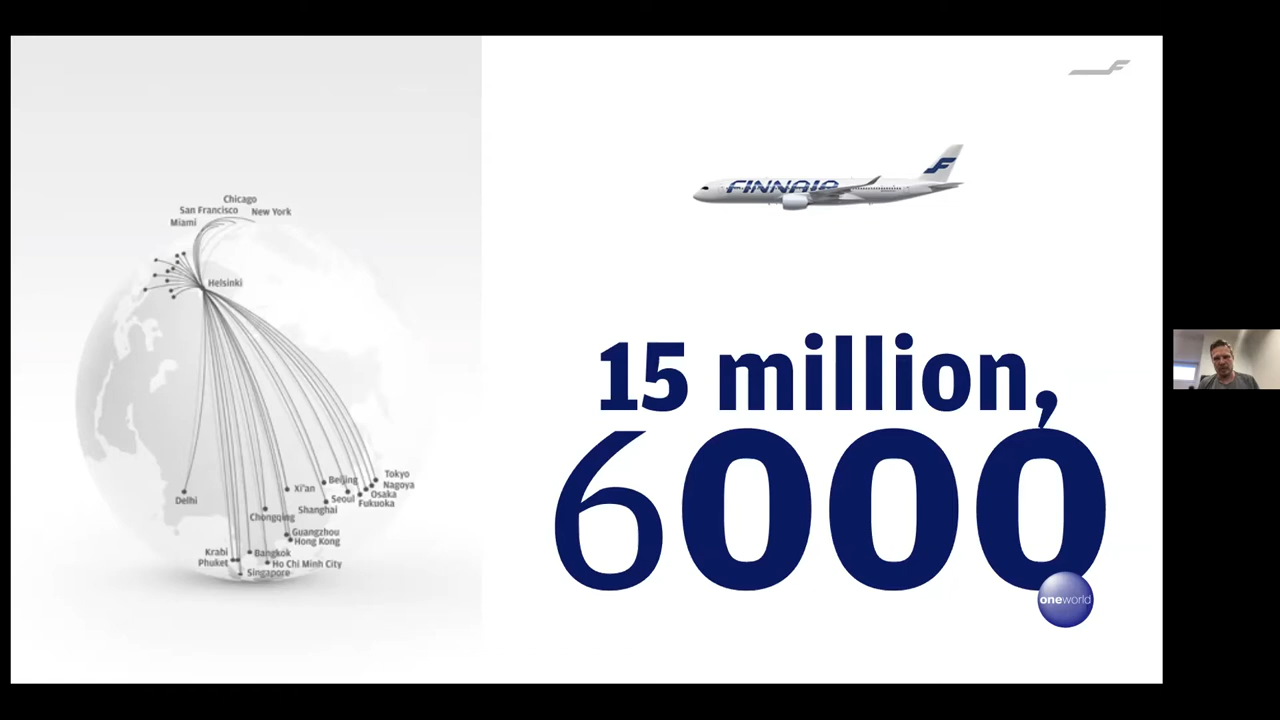 Chicago
San Francisco
New York
Miami
Helsinki
Tokyo
Beijing
Xi'an
Nagoya
Delhi
Seoul
Osaka
Fukuoka
Shanghai
Chongqing
Guangzhou
Hong Kong
Krabi
Bangkok
Phuket
Ho Chi Minh City
Singapore
FINNAIR
15 million,
6000
oneworld